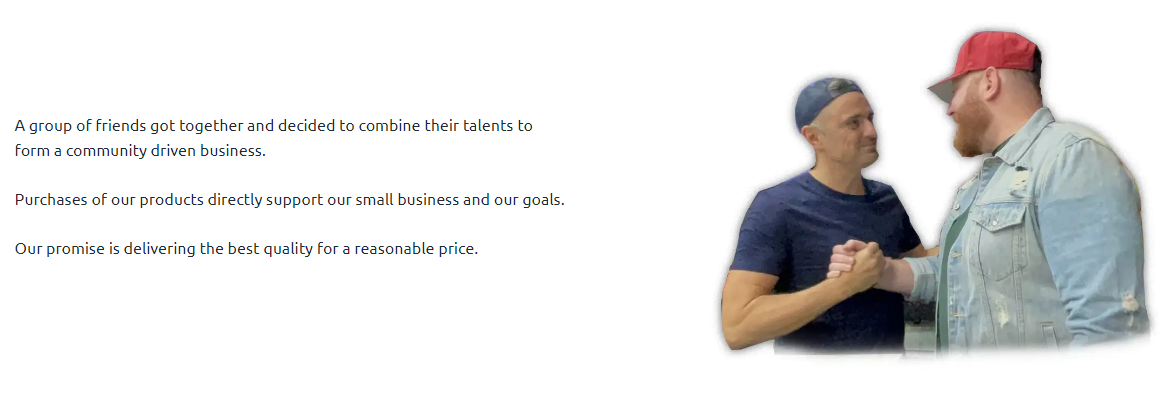 A group of friends got together and decided to combine their talents to
form a community driven business.
Purchases of our products directly support our small business and our goals.
Our promise is delivering the best quality for a reasonable price.